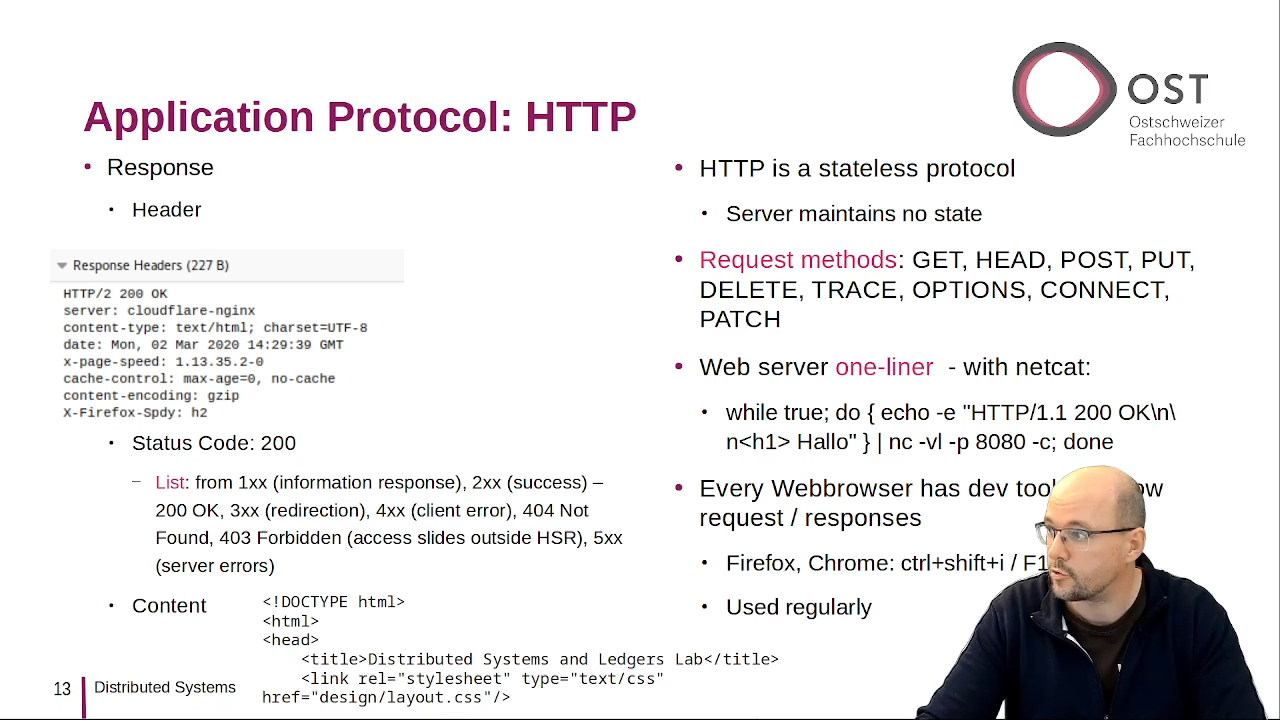 OST
Ostschweizer
Fachhochschule
Application Protocol: HTTP
• Response
• Header
Response Headers (227 B)
HTTP/2 200 OK
server: cloudflare-nginx
content-type: text/html; charset=UTF-8
date: Mon, 02 Mar 2020 14:29:39 GMT
x-page-speed: 1.13.35.2-0
cache-control: max-age=0, no-cache
content-encoding: gzip
X-Firefox-Spdy: h2
• Status Code: 200
– List: from 1xx (information response), 2xx (success) –
200 OK, 3xx (redirection), 4xx (client error), 404 Not
Found, 403 Forbidden (access slides outside HSR), 5xx
(server errors)
• Content
<!DOCTYPE html>
<html>
<head>
<title>Distributed Systems and Ledgers Lab</title>
<link rel="stylesheet" type="text/css"
href="design/layout.css"/>
• HTTP is a stateless protocol
• Server maintains no state
• Request methods: GET, HEAD, POST, PUT,
DELETE, TRACE, OPTIONS, CONNECT,
PATCH
• Web server one-liner - with netcat:
• while true; do { echo -e "HTTP/1.1 200 OK\n\
n<h1> Hallo" } | nc -vl -p 8080 -c; done
• Every Webbrowser has dev
request / responses
• Firefox, Chrome: ctrl+shift+i /
• Used regularly
13
Distributed Systems